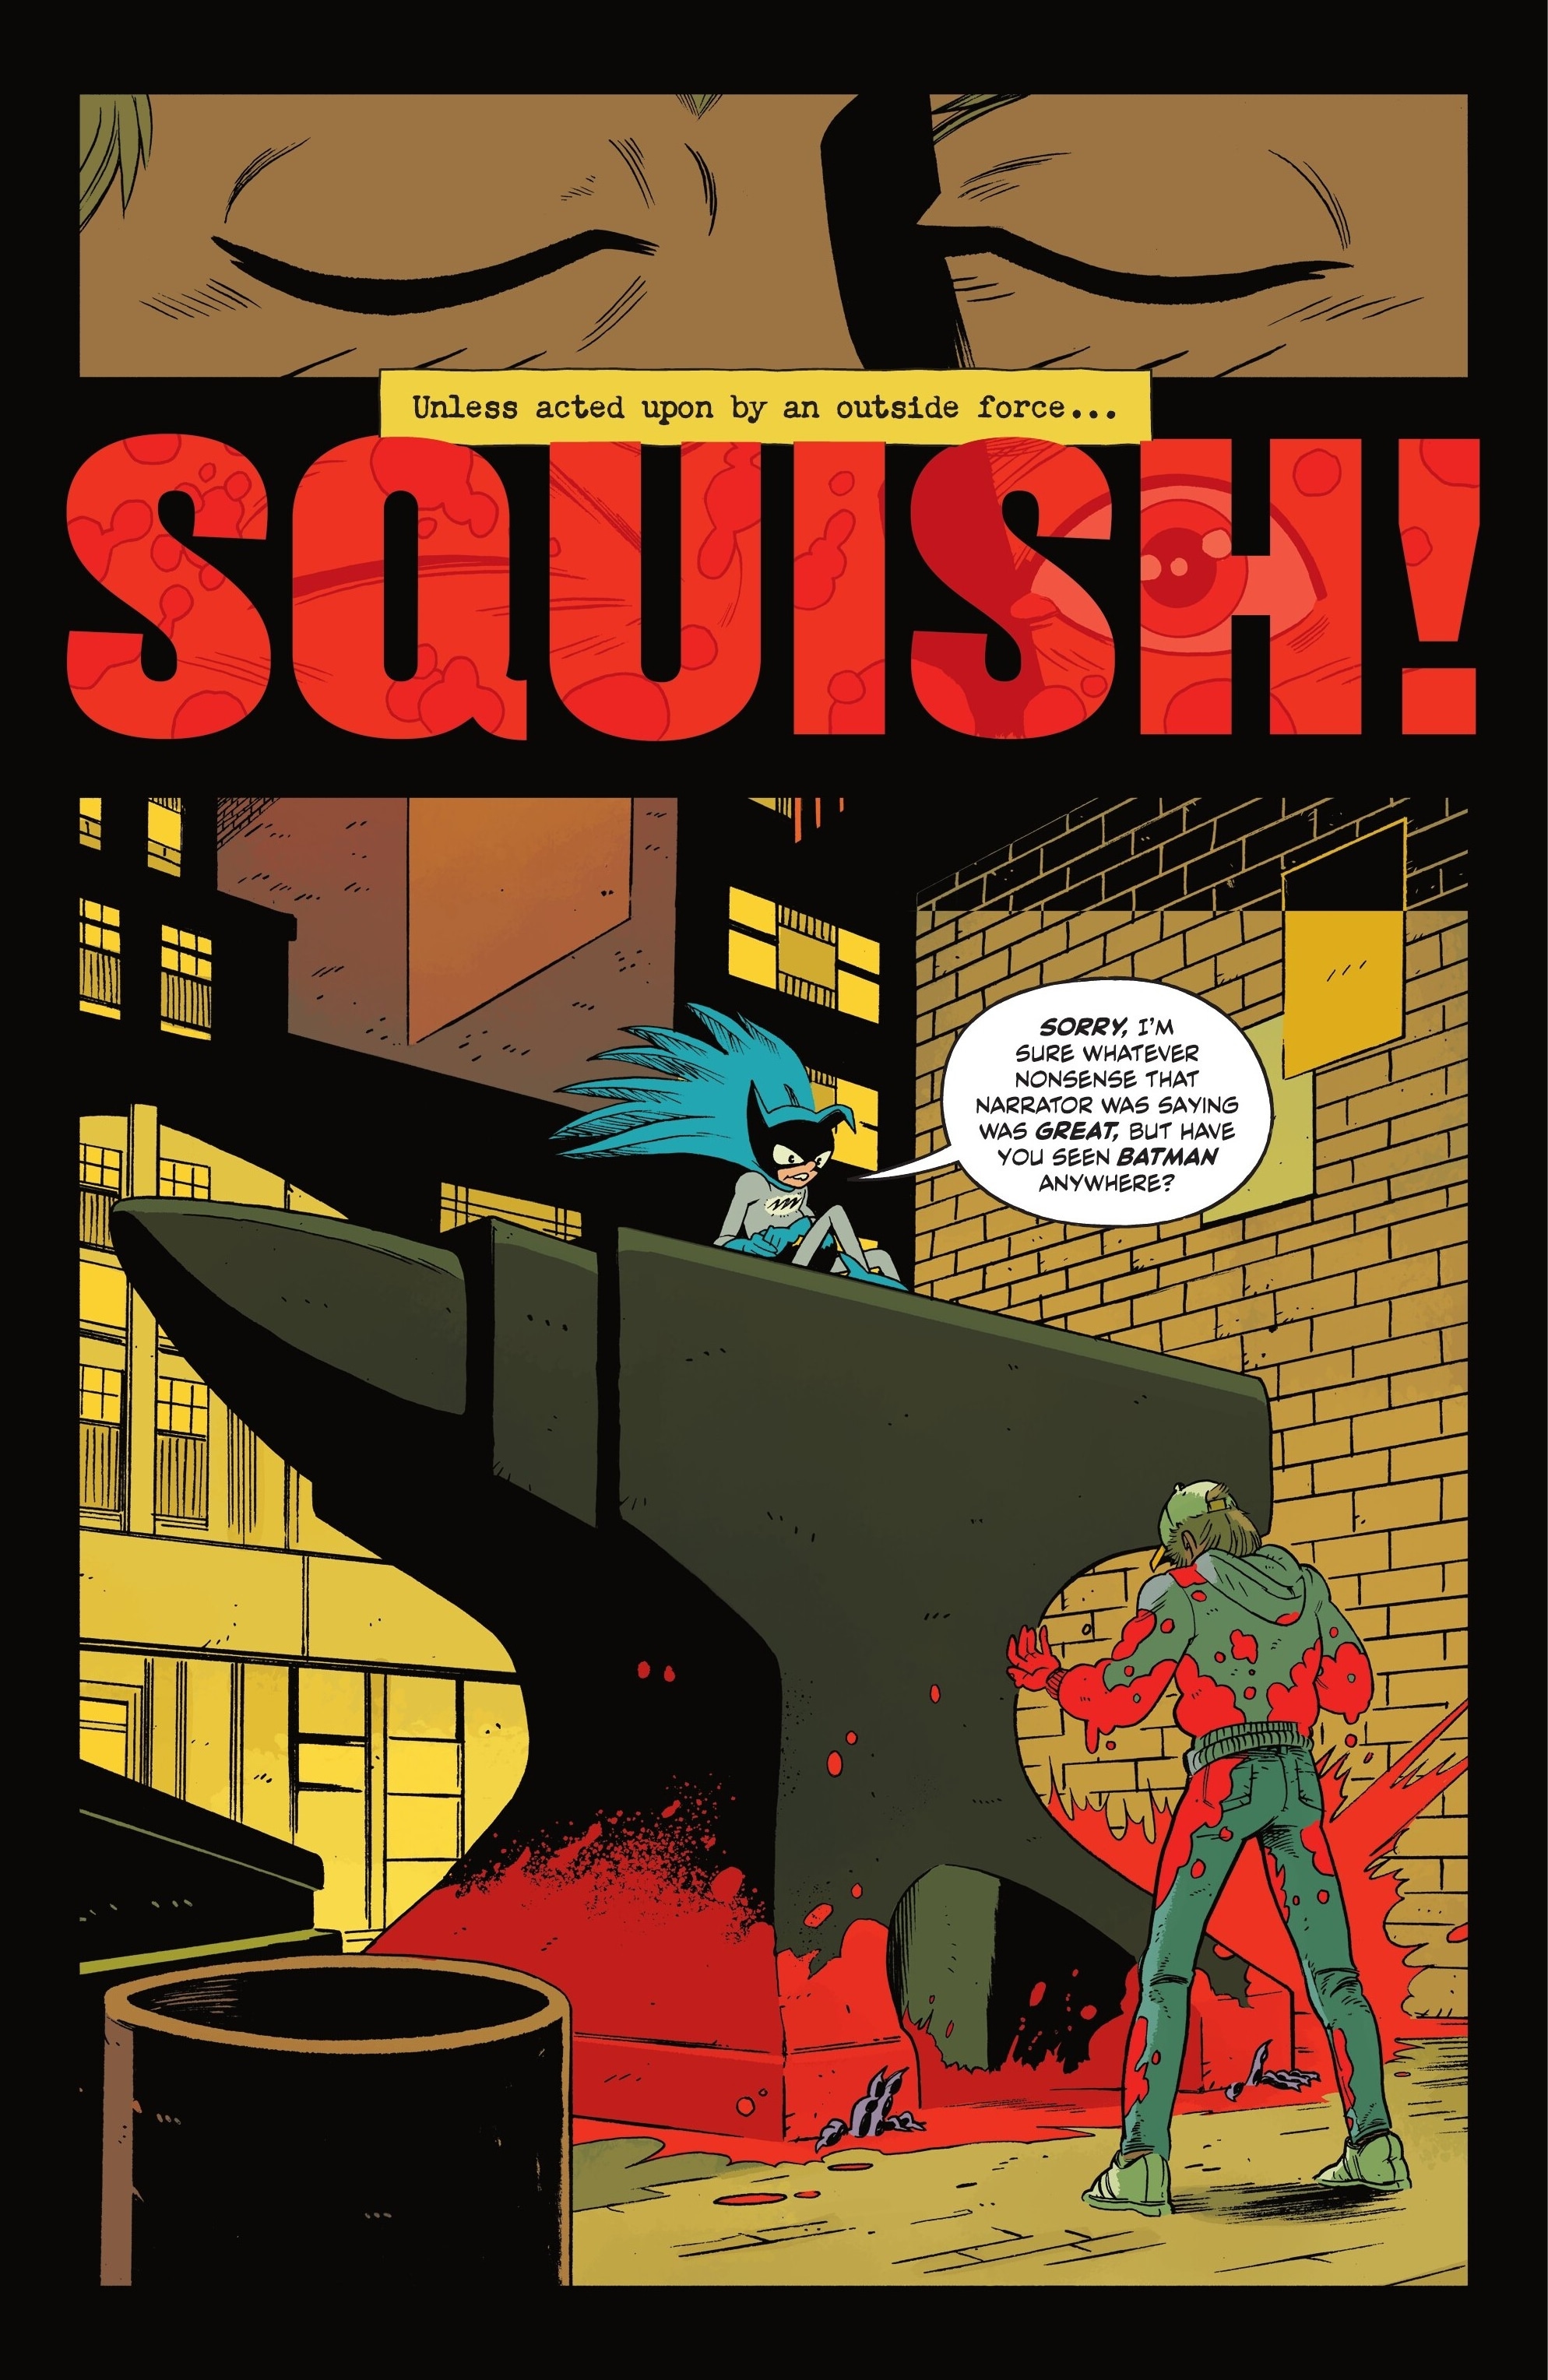 Unless acted upon by an outside force...
SQUISH!
SORRY, I'M
SURE WHATEVER
NONSENSE THAT
NARRATOR WAS SAYING
WAS GREAT, BUT HAVE
YOU SEEN BATMAN
ANYWHERE?